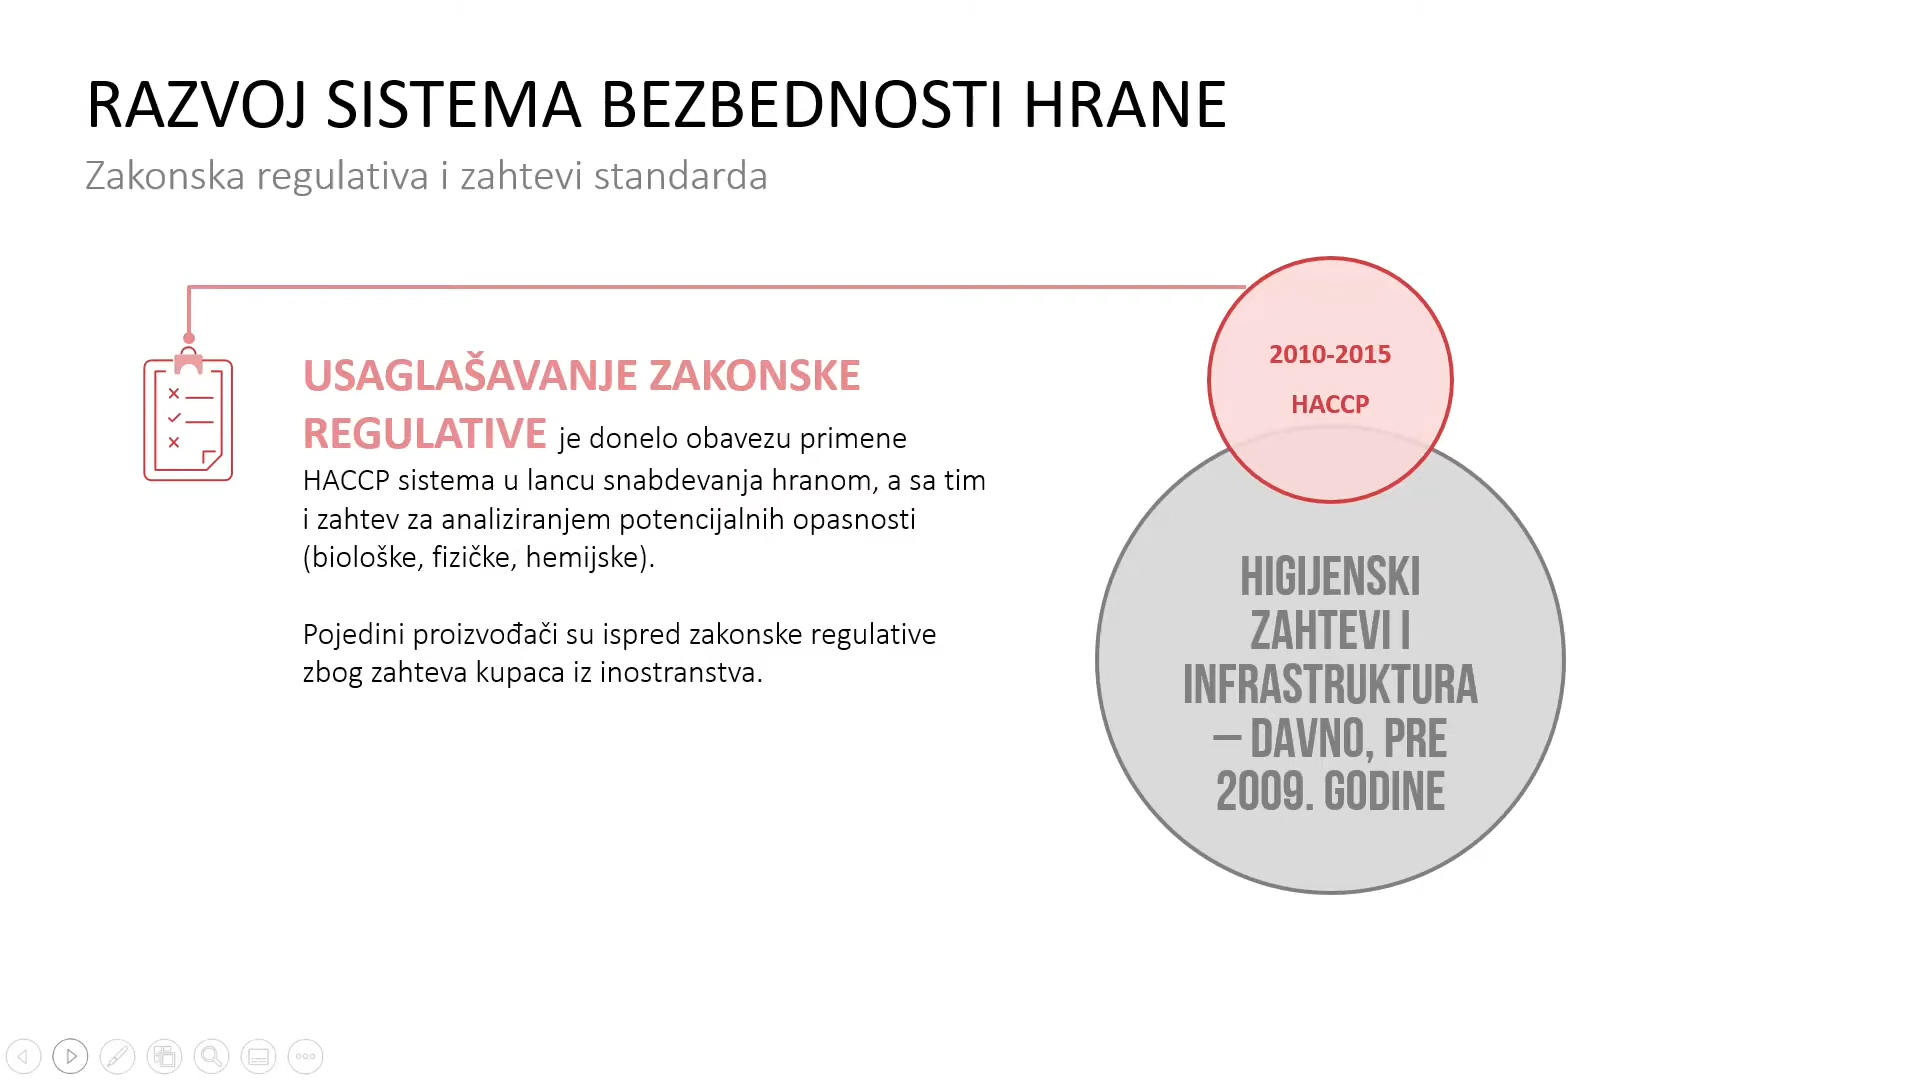 RAZVOJ SISTEMA BEZBEDNOSTI HRANE
Zakonska regulativa i zahtevi standarda
USAGLAŠAVANJE ZAKONSKE
REGULATIVE je donelo obavezu primene
HACCP sistema u lancu snabdevanja hranom, a sa tim
i zahtev za analiziranjem potencijalnih opasnosti
(biološke, fizičke, hemijske).
Pojedini proizvođači su ispred zakonske regulative
zbog zahteva kupaca iz inostranstva.
2010-2015
HACCP
HIGIJENSKI
ZAHTEVI I
INFRASTRUKTURA
– DAVNO, PRE
2009. GODINE